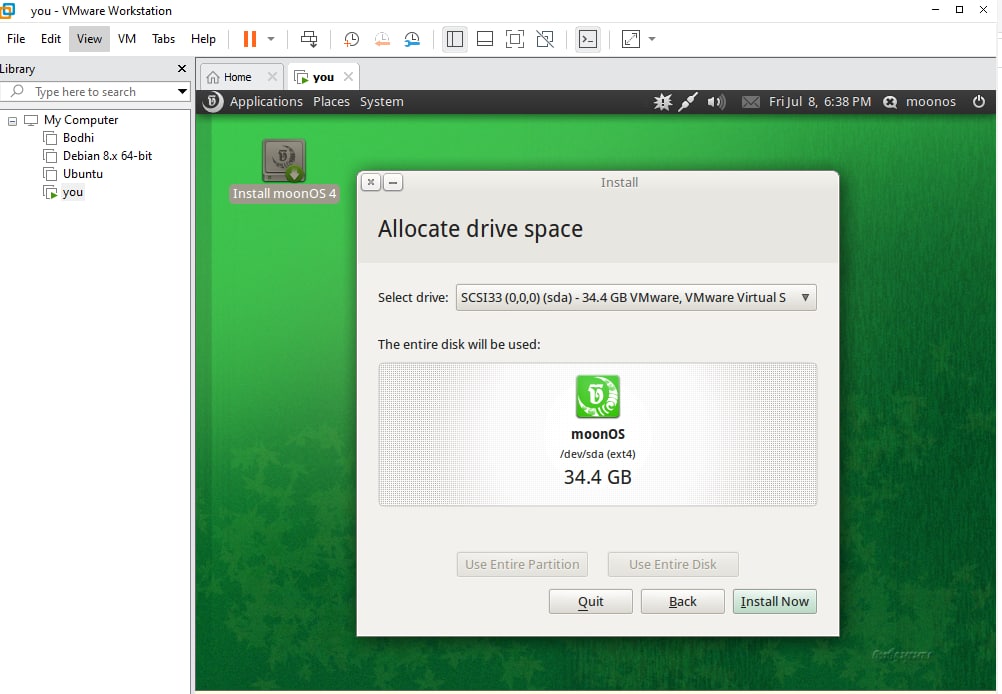 you - VMware Workstation
File Edit View VM Tabs Help
Library
Type here to search
My Computer
Bodhi
Debian 8.x 64-bit
Ubuntu
you
Home
you
Applications Places System
Fri Jul 8, 6:38 PM
moonos
Install moonOS 4
Install
Allocate drive space
Select drive:
SCSI33 (0,0,0) (sda) - 34.4 GB VMware, VMware Virtual S
The entire disk will be used:
moonOS
/dev/sda (ext4)
34.4 GB
Use Entire Partition
Use Entire Disk
Quit
Back
Install Now